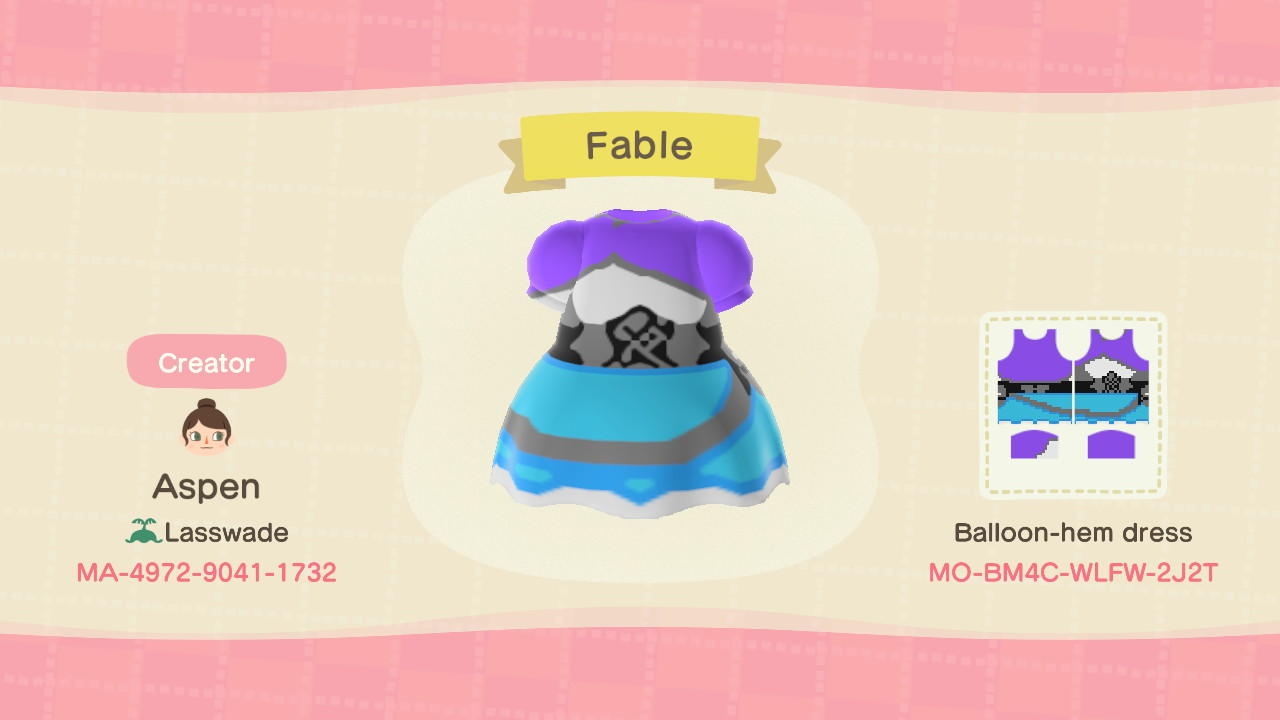 Fable
Creator
Aspen
Lasswade
MA-4972-9041-1732
Balloon-hem dress
MO-BM4C-WLFW-2J2T